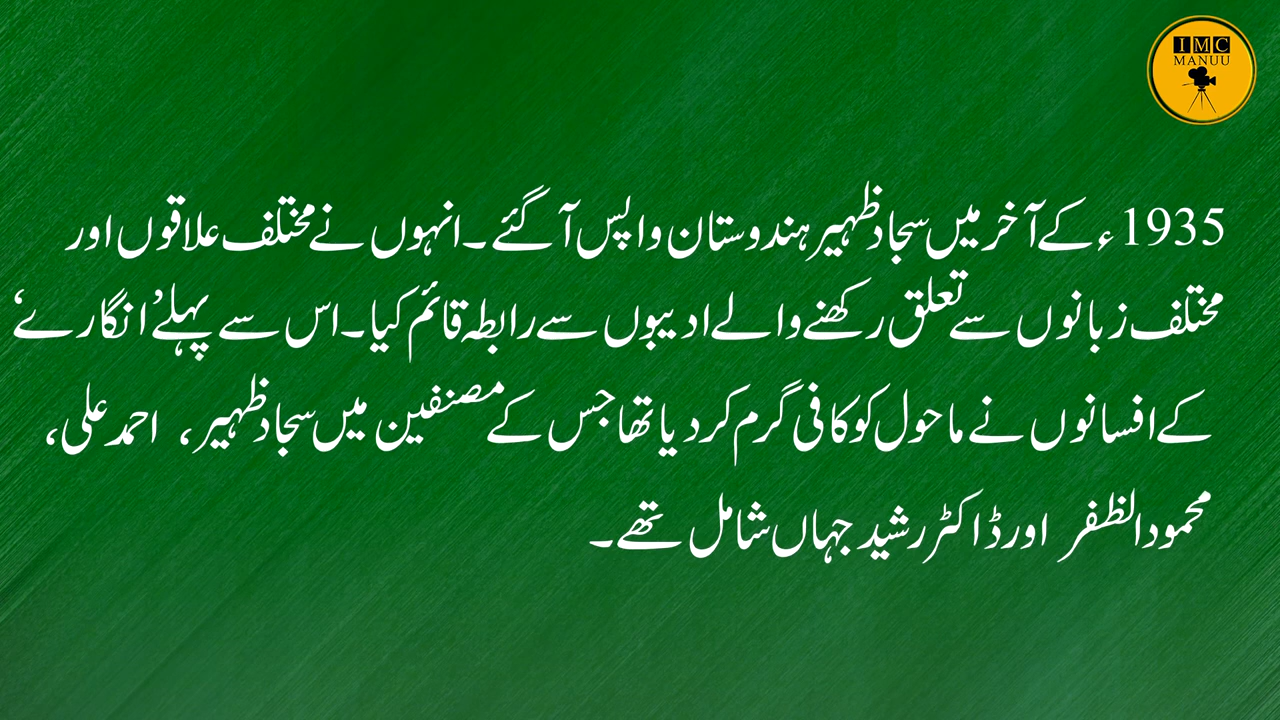 IMC
MANUU
1935ء کے آخر میں سجاد ظہیر ہندوستان واپس آگئے۔ انہوں نے مختلف علاقوں اور
مختلف زبانوں سے تعلق رکھنے والے ادیبوں سے رابطہ قائم کیا۔ اس سے پہلے ’انگارے‘
کے افسانوں نے ماحول کو کافی گرم کر دیا تھا جس کے مصنفین میں سجاد ظہیر، احمد علی،
محمود الظفر اور ڈاکٹر رشید جہاں شامل تھے۔